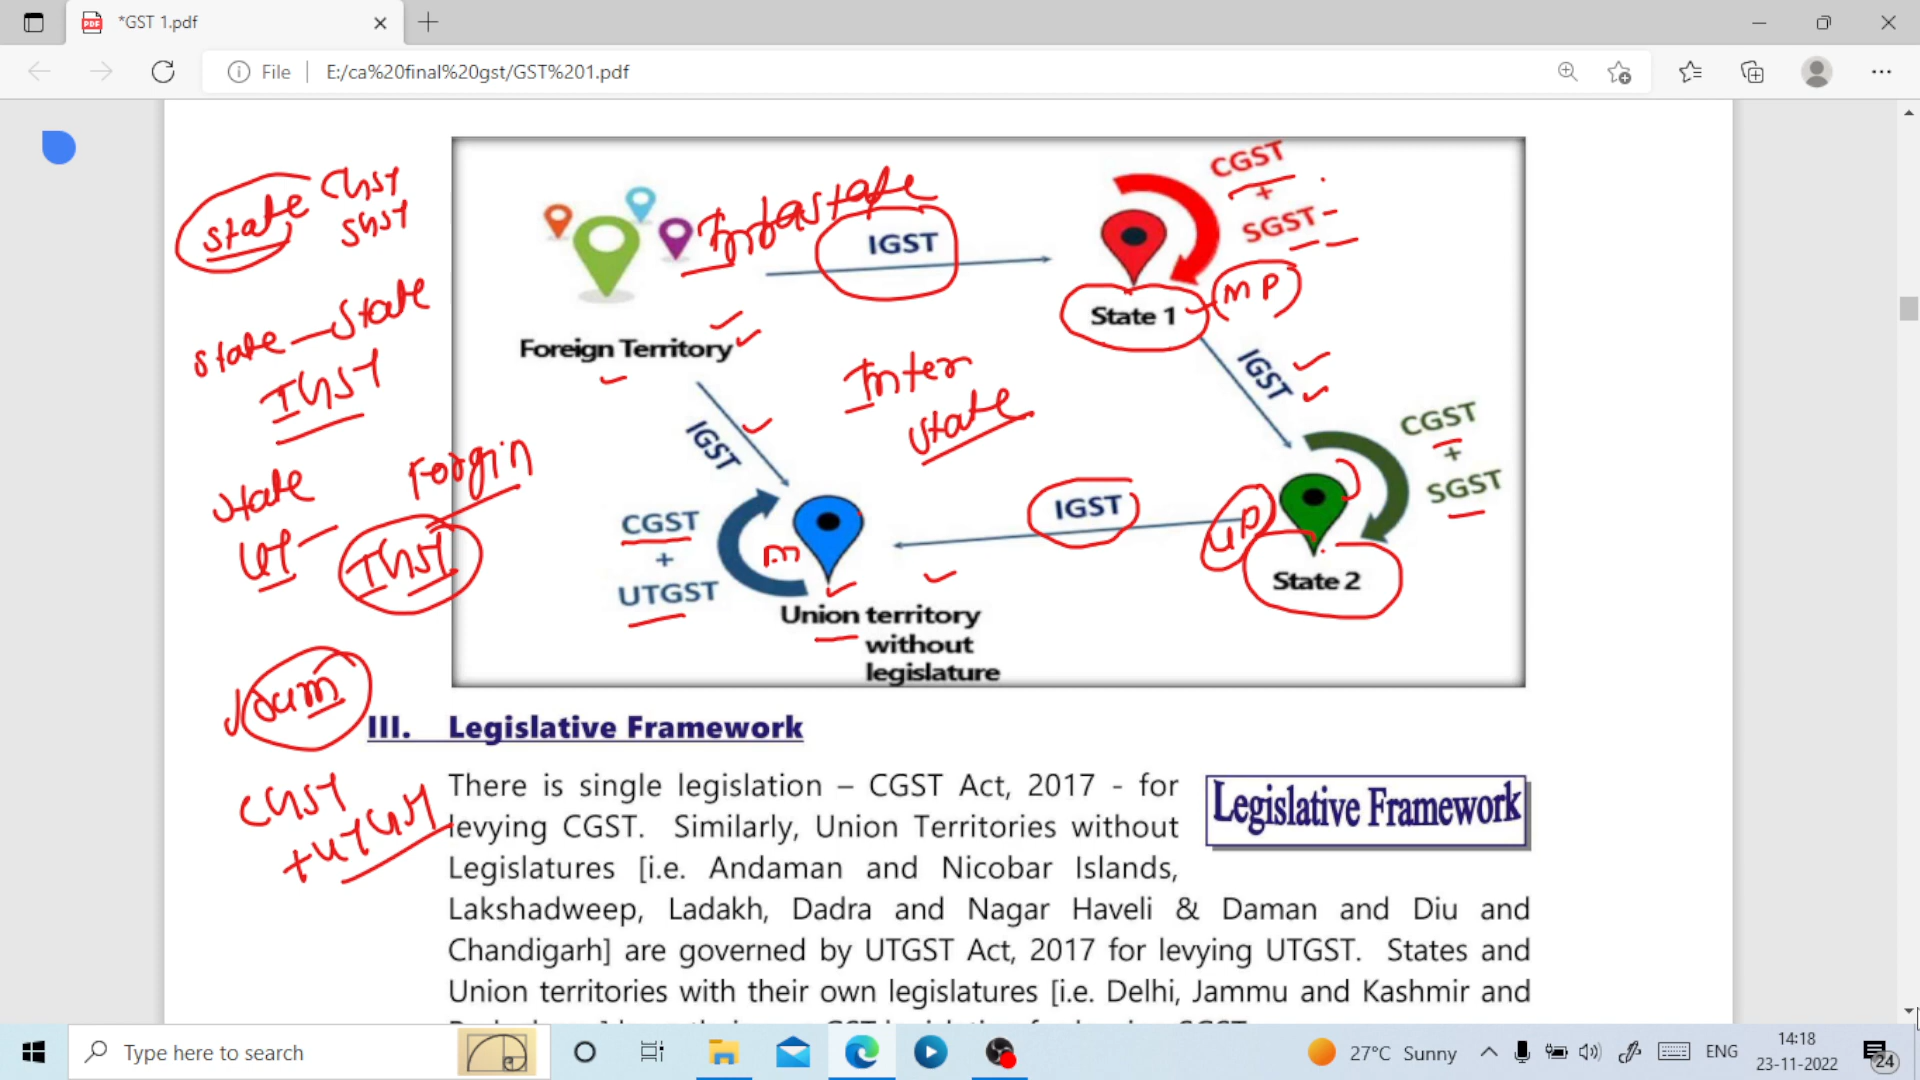 *GST 1.pdf
File
E:/ca%20final%20gst/GST%201.pdf
State CGST
SGST
State — State
IGST
State Forgin
UT — IGST
CGST
+ UTGST
Foreign Territory
Intrastate
IGST
CGST
+
SGST
State 1
MP
Inter
State
IGST
IGST
CGST
+
SGST
IGST
UP
State 2
CGST
+
UTGST
m
Union territory
without
legislature
III. Legislative Framework
There is single legislation – CGST Act, 2017 - for
levying CGST. Similarly, Union Territories without
Legislatures [i.e. Andaman and Nicobar Islands,
Lakshadweep, Ladakh, Dadra and Nagar Haveli & Daman and Diu and
Chandigarh] are governed by UTGST Act, 2017 for levying UTGST. States and
Union territories with their own legislatures [i.e. Delhi, Jammu and Kashmir and
Legislative Framework
Type here to search
27°C Sunny
ENG
14:18
23-11-2022
24